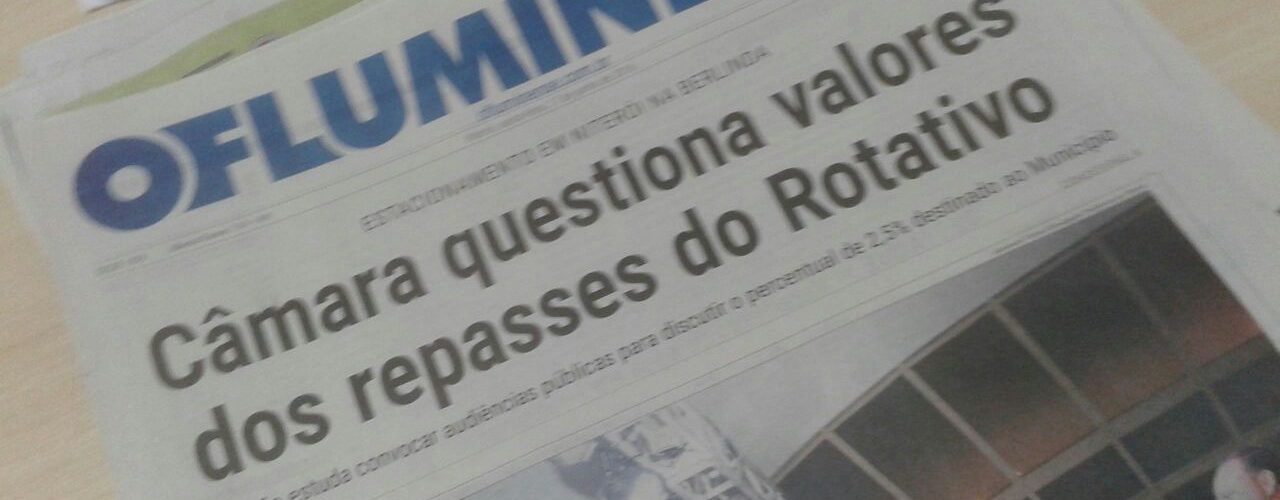 OFLUMIN
ESTACIONAMENTO EM NITERÓI NA BERLINDA
Câmara questiona valores
dos repasses do Rotativo
estuda convocar audiências públicas para discutir o percentual de 2,5% destinado ao Município